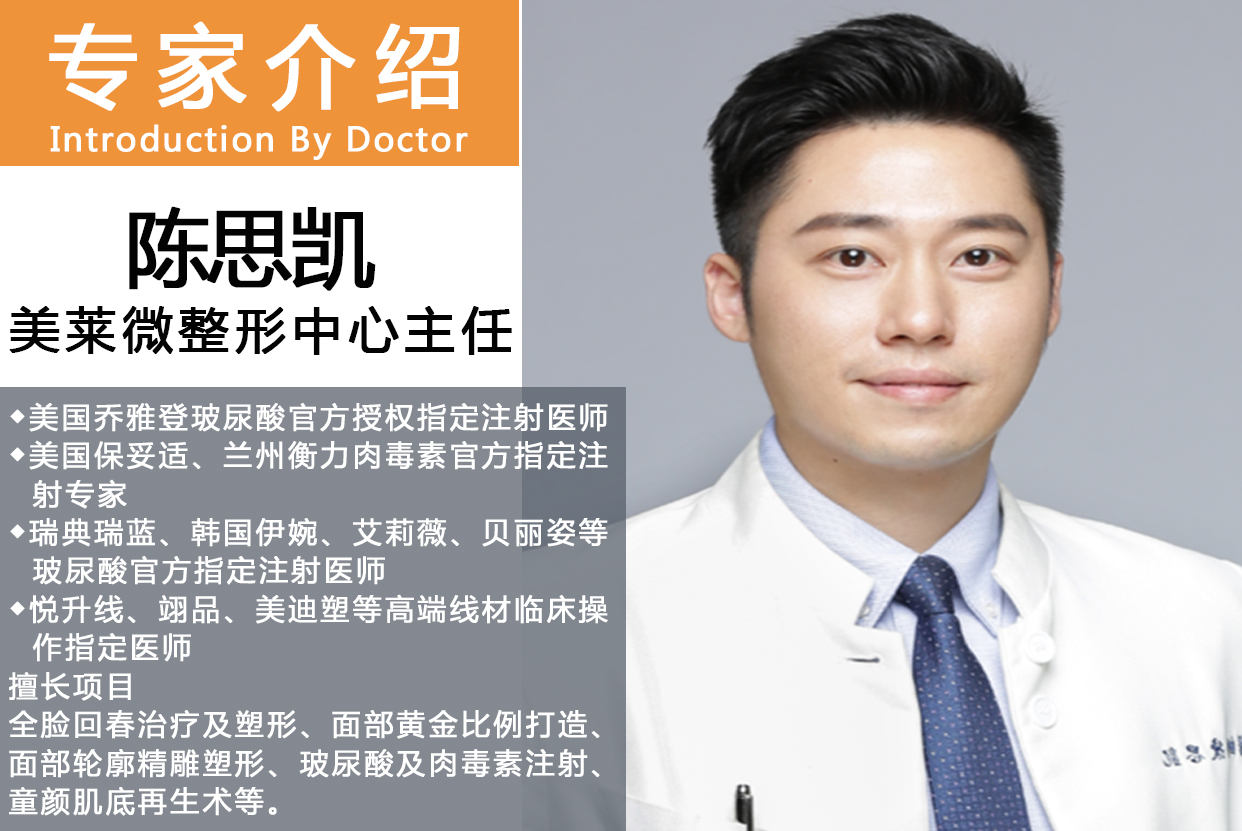 专家介绍
Introduction By Doctor
陈思凯
美莱微整形中心主任
◆美国乔雅登玻尿酸官方授权指定注射医师
◆美国保妥适、兰州衡力肉毒素官方指定注
射专家
◆瑞典瑞蓝、韩国伊婉、艾莉薇、贝丽姿等
玻尿酸官方指定注射医师
◆悦升线、翊品、美迪塑等高端线材临床操
作指定医师
擅长项目
全脸回春治疗及塑形、面部黄金比例打造、
面部轮廓精雕塑形、玻尿酸及肉毒素注射、
童颜肌底再生术等。